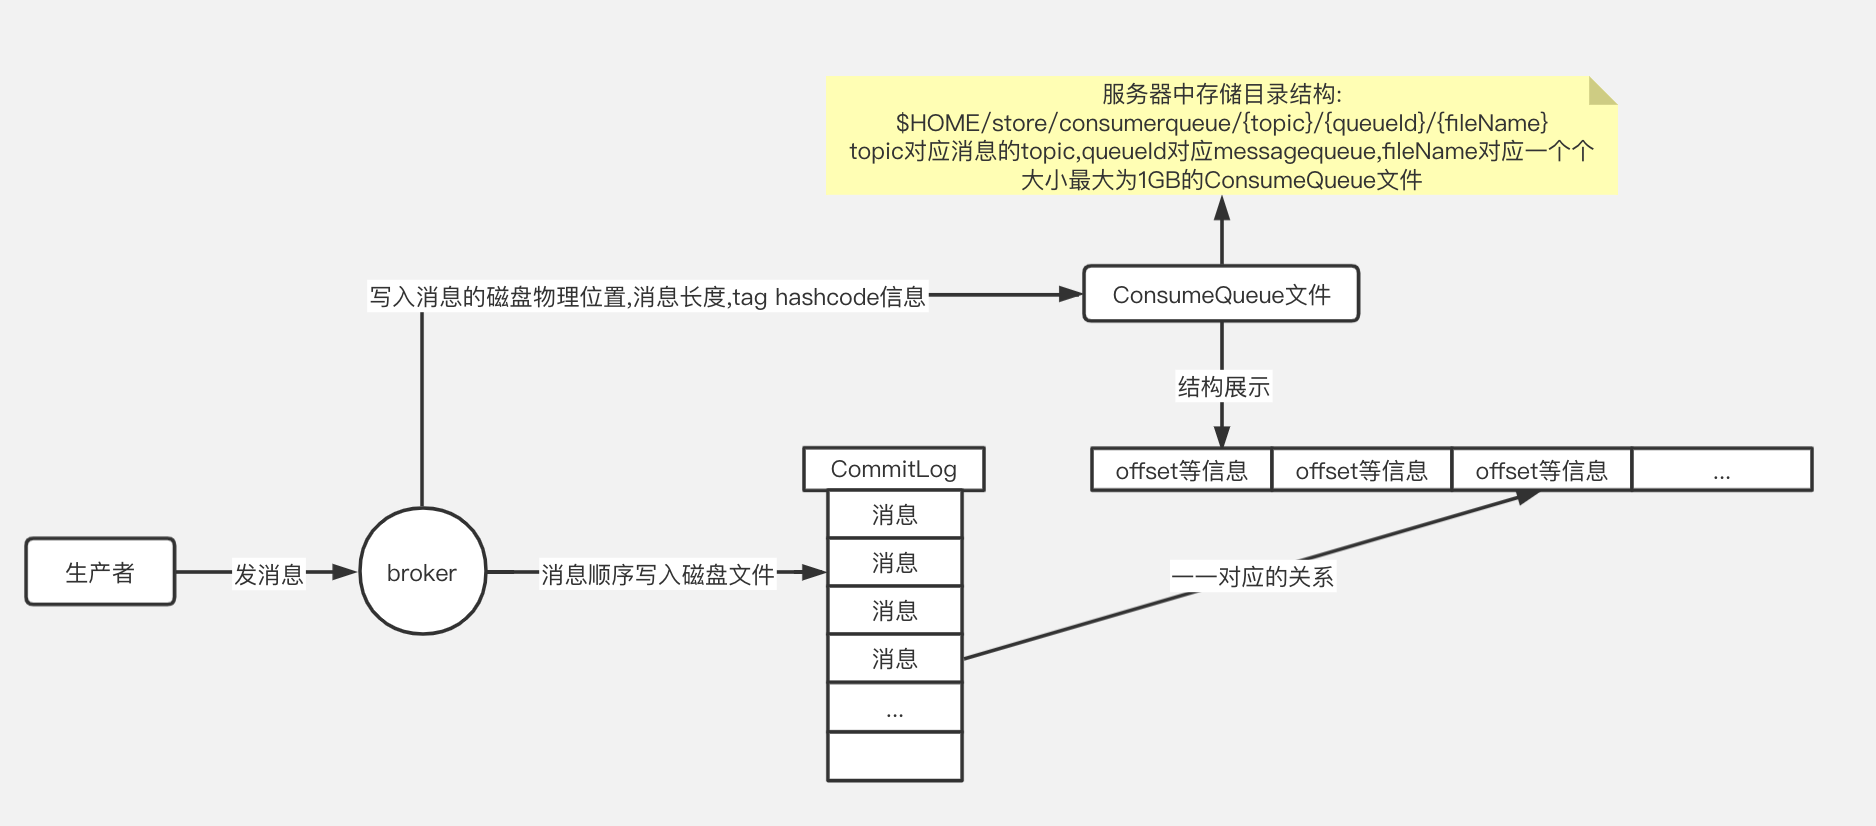 服务器中存储目录结构:
$HOME/store/consumerqueue/{topic}/{queueId}/{fileName}
topic对应消息的topic,queueId对应messagequeue,fileName对应一个个
大小最大为1GB的ConsumeQueue文件
写入消息的磁盘物理位置,消息长度,tag hashcode信息
ConsumeQueue文件
结构展示
CommitLog
offset等信息
offset等信息
offset等信息
...
消息
消息
消息
消息
...
生产者
发消息
broker
消息顺序写入磁盘文件
一一对应的关系